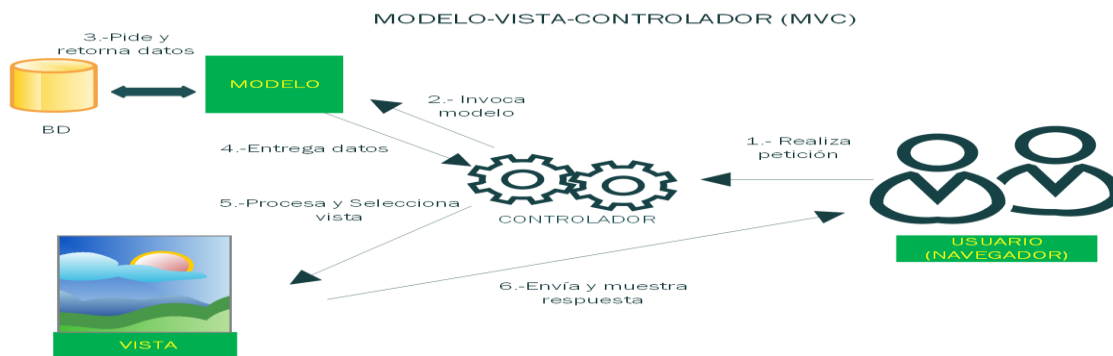 MODELO-VISTA-CONTROLADOR (MVC)
3.-Pide y
retorna datos
MODELO
BD
2.- Invoca
modelo
1.- Realiza
petición
4.-Entrega datos
5.-Procesa y Selecciona
vista
CONTROLADOR
USUARIO
(NAVEGADOR)
6.-Envía y muestra
respuesta
VISTA